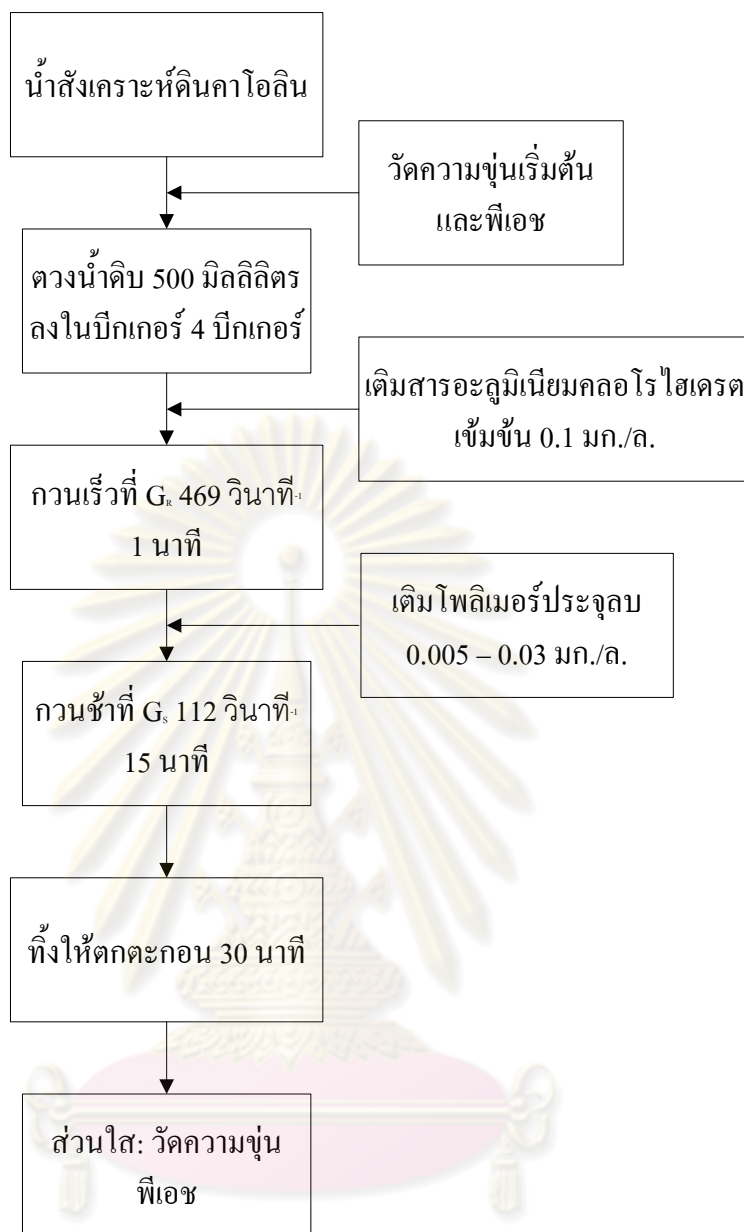 น้ำสังเคราะห์ดินคาโอลิน
วัดความขุ่นเริ่มต้น
และพีเอช
ตวงน้ำดิบ 500 มิลลิลิตร
ลงในบีกเกอร์ 4 บีกเกอร์
เติมสารอะลูมิเนียมคลอโรไฮเดรต
เข้มข้น 0.1 มก./ล.
กวนเร็วที่ G_R 469 วินาที⁻¹
1 นาที
เติมโพลิเมอร์ประจุลบ
0.005 – 0.03 มก./ล.
กวนช้าที่ G_S 112 วินาที⁻¹
15 นาที
ทิ้งให้ตกตะกอน 30 นาที
ส่วนใส: วัดความขุ่น
พีเอช